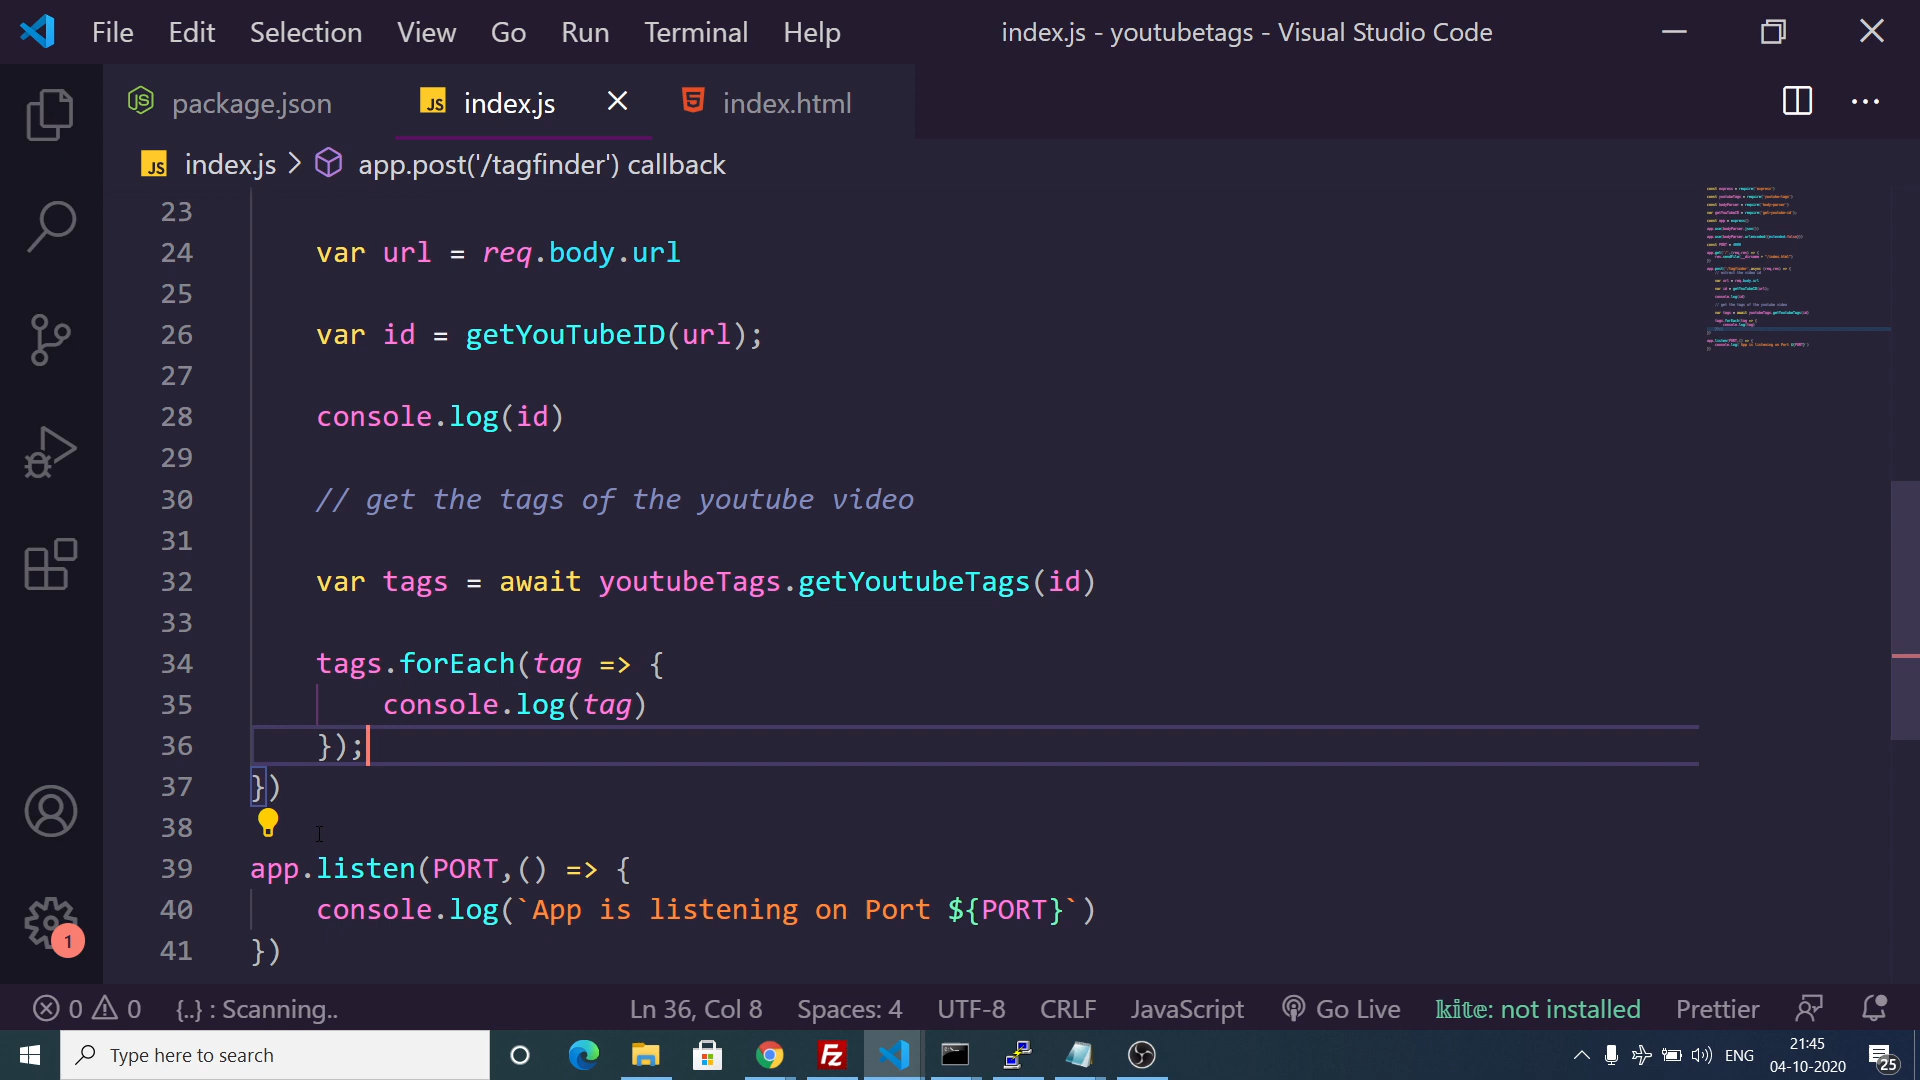 File Edit Selection View Go Run Terminal Help index.js - youtubetags - Visual Studio Code
package.json JS index.js index.html
JS index.js > app.post('/tagfinder') callback
23
24 var url = req.body.url
25
26 var id = getYouTubeID(url);
27
28 console.log(id)
29
30 // get the tags of the youtube video
31
32 var tags = await youtubeTags.getYoutubeTags(id)
33
34 tags.forEach(tag => {
35 console.log(tag)
36 });
37 })
38
39 app.listen(PORT,() => {
40 console.log(`App is listening on Port ${PORT}`)
41 })
1
0 0 {..} : Scanning.. Ln 36, Col 8 Spaces: 4 UTF-8 CRLF JavaScript Go Live kite: not installed Prettier
Type here to search Fz ENG 21:45 04-10-2020 25